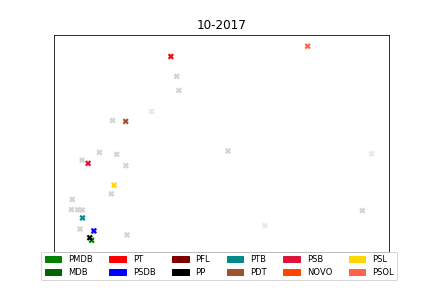 10-2017
PMDB PT PFL PTB PSB PSL
MDB PSDB PP PDT NOVO PSOL